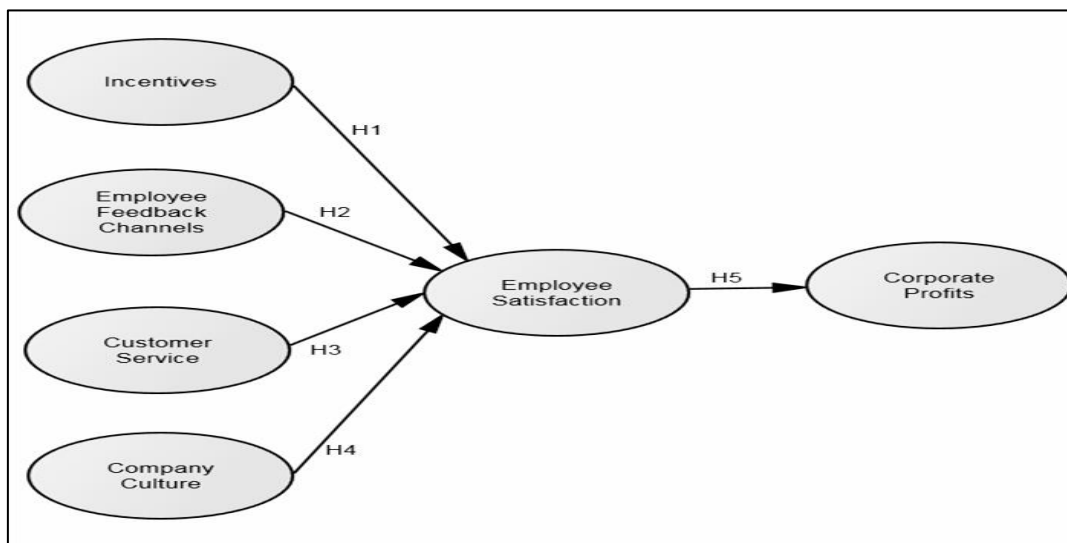 Incentives
H1
Employee
Feedback
Channels
H2
Employee
Satisfaction
H5
Corporate
Profits
Customer
Service
H3
Company
Culture
H4